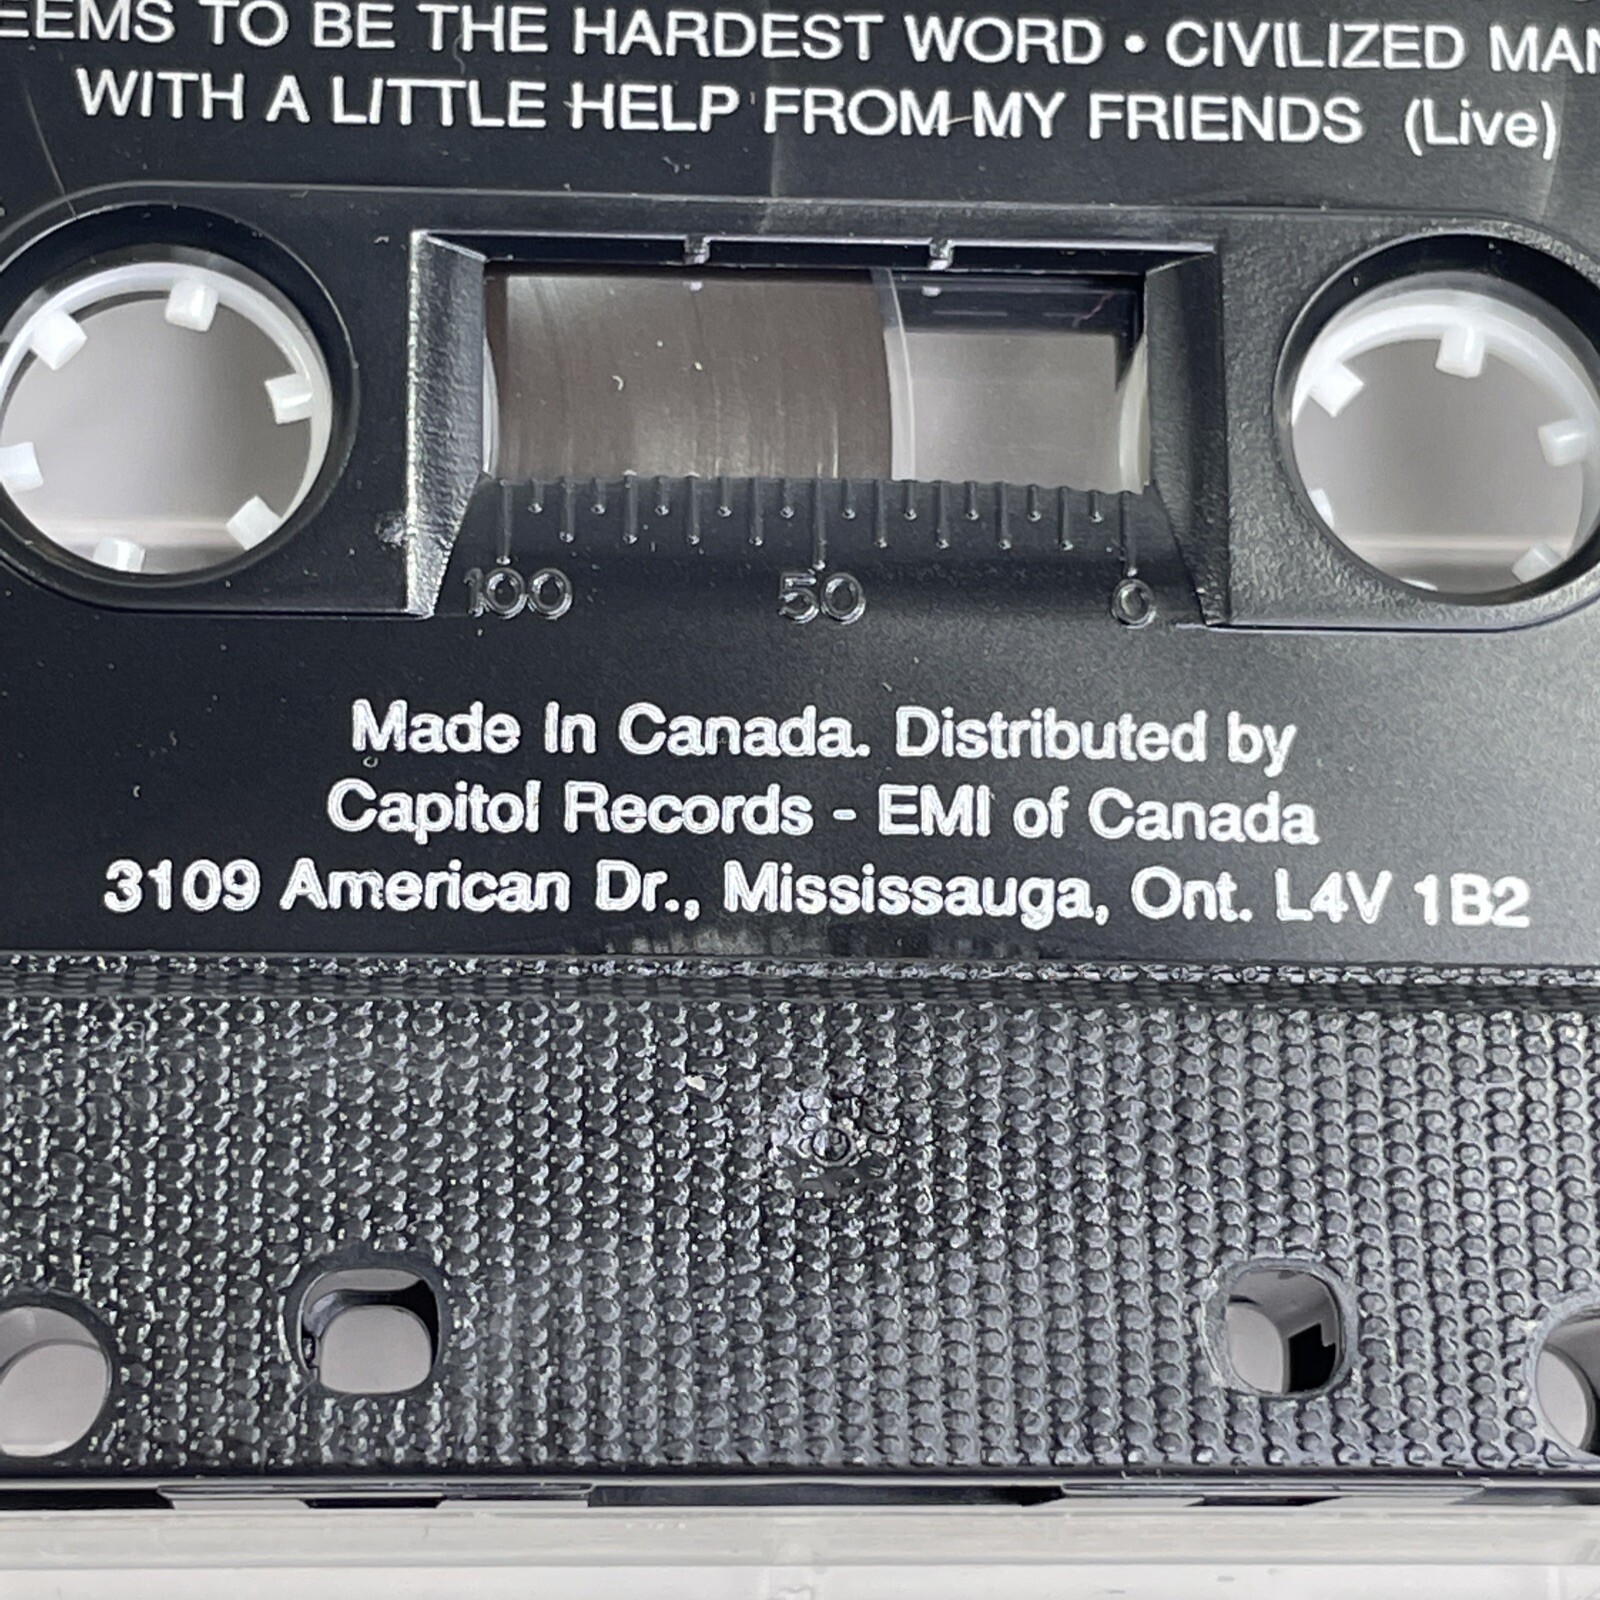 EEMS TO BE THE HARDEST WORD • CIVILIZED MAN
WITH A LITTLE HELP FROM MY FRIENDS (Live)
100 50 0
Made In Canada. Distributed by
Capitol Records - EMI of Canada
3109 American Dr., Mississauga, Ont. L4V 1B2